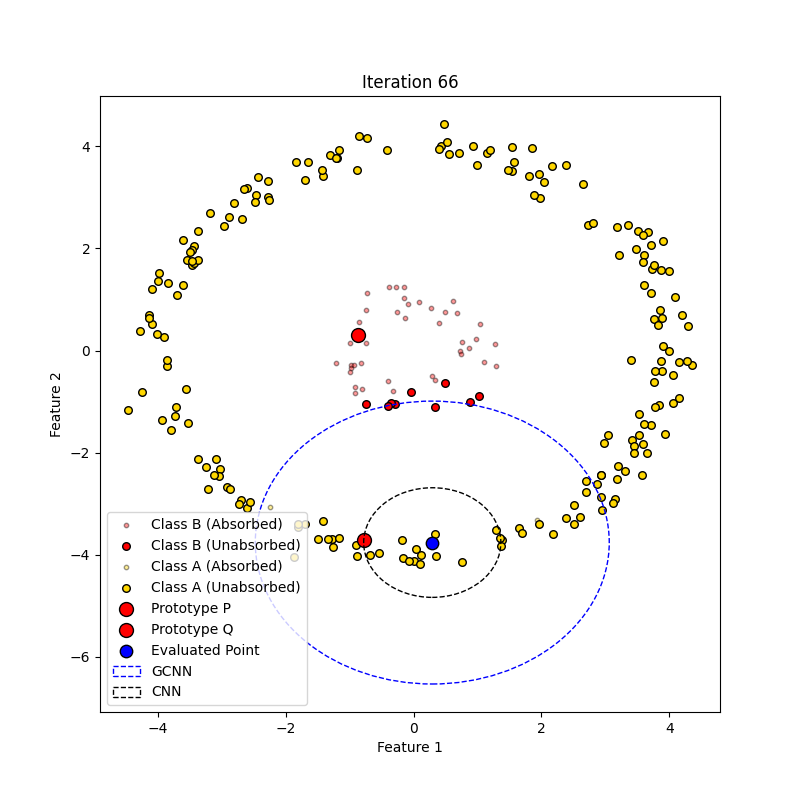 Iteration 66
4
2
0
−2
−4
−6
Feature 2
Class B (Absorbed)
Class B (Unabsorbed)
Class A (Absorbed)
Class A (Unabsorbed)
Prototype P
Prototype Q
Evaluated Point
GCNN
CNN
−4 −2 0 2 4
Feature 1